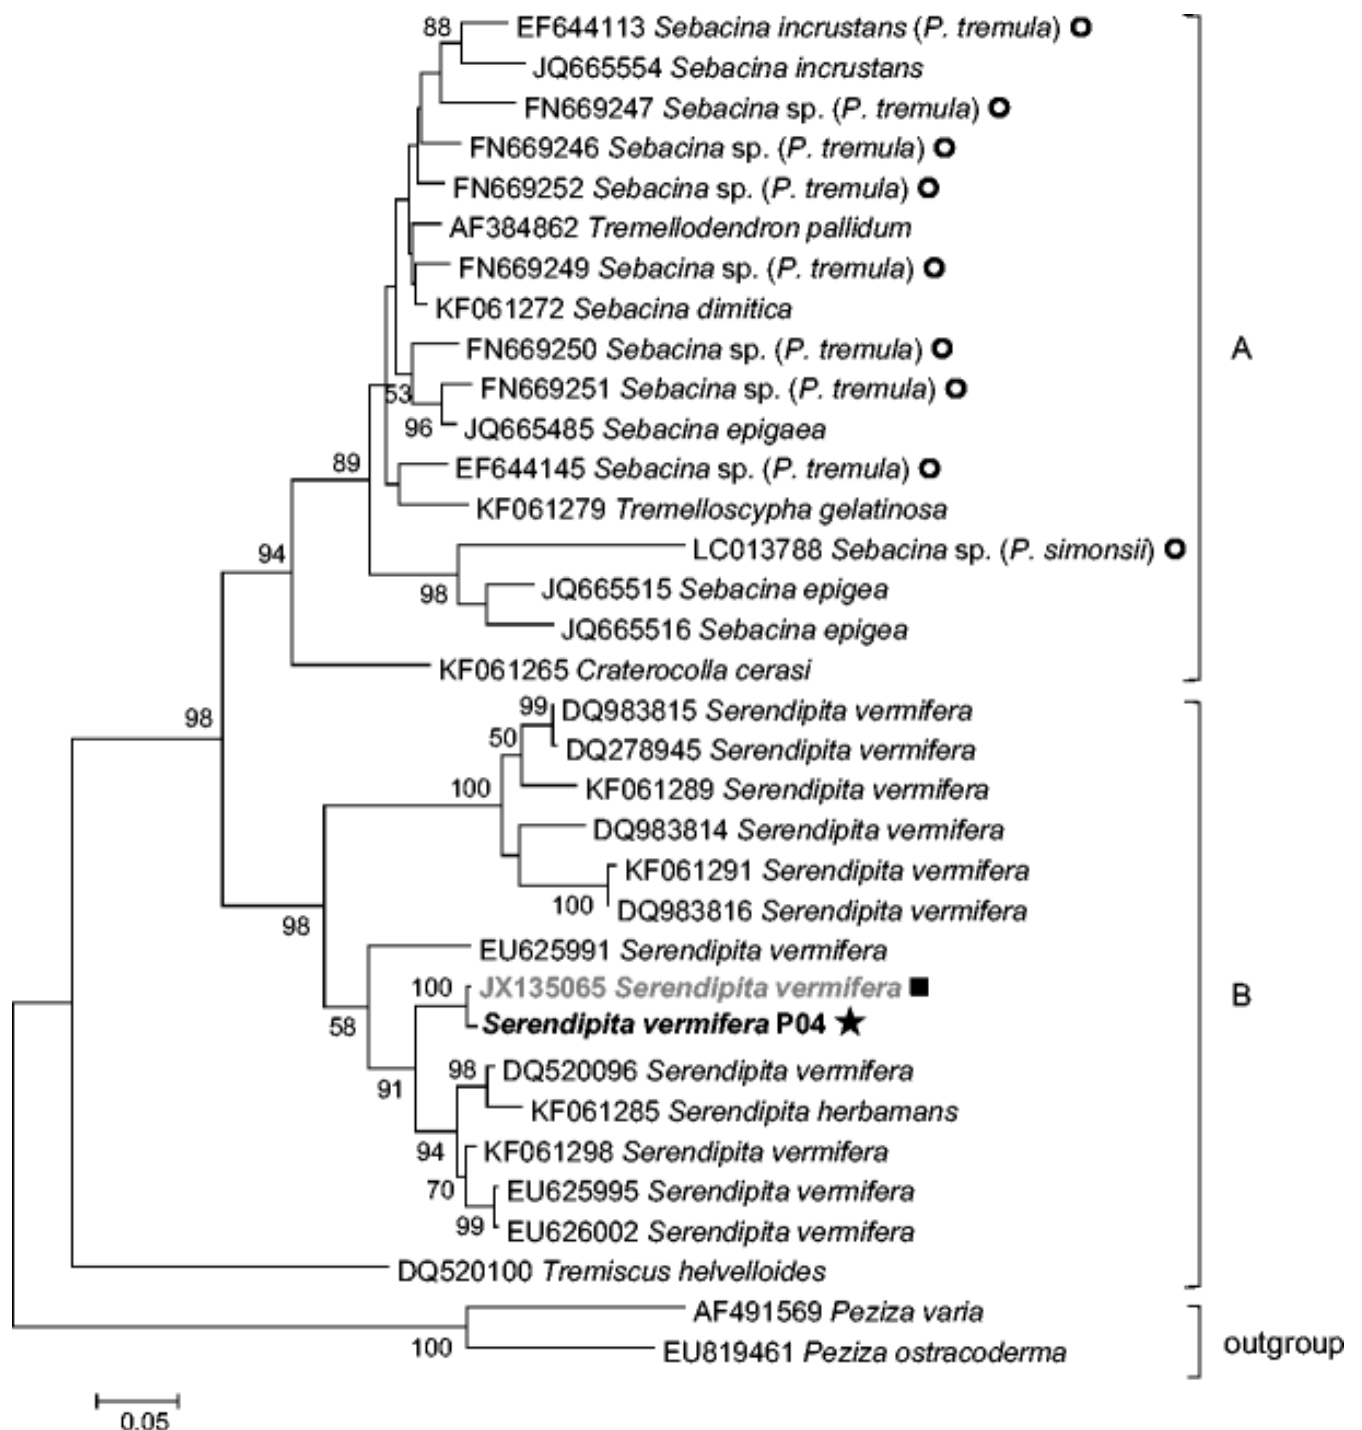 88
EF644113 Sebacina incrustans (P. tremula)
JQ665554 Sebacina incrustans
FN669247 Sebacina sp. (P. tremula)
FN669246 Sebacina sp. (P. tremula)
FN669252 Sebacina sp. (P. tremula)
AF384862 Tremellodendron pallidum
FN669249 Sebacina sp. (P. tremula)
KF061272 Sebacina dimitica
FN669250 Sebacina sp. (P. tremula)
A
53
FN669251 Sebacina sp. (P. tremula)
96
JQ665485 Sebacina epigaea
89
EF644145 Sebacina sp. (P. tremula)
KF061279 Tremelloscypha gelatinosa
94
LC013788 Sebacina sp. (P. simonsii)
98
JQ665515 Sebacina epigea
JQ665516 Sebacina epigea
KF061265 Craterocolla cerasi
98
99
DQ983815 Serendipita vermifera
50
DQ278945 Serendipita vermifera
100
KF061289 Serendipita vermifera
DQ983814 Serendipita vermifera
KF061291 Serendipita vermifera
100
DQ983816 Serendipita vermifera
98
EU625991 Serendipita vermifera
100
JX135065 Serendipita vermifera
B
58
Serendipita vermifera P04
98
DQ520096 Serendipita vermifera
91
KF061285 Serendipita herbamans
94
KF061298 Serendipita vermifera
70
EU625995 Serendipita vermifera
99
EU626002 Serendipita vermifera
DQ520100 Tremiscus helvelloides
AF491569 Peziza varia
100
EU819461 Peziza ostracoderma
outgroup
0.05